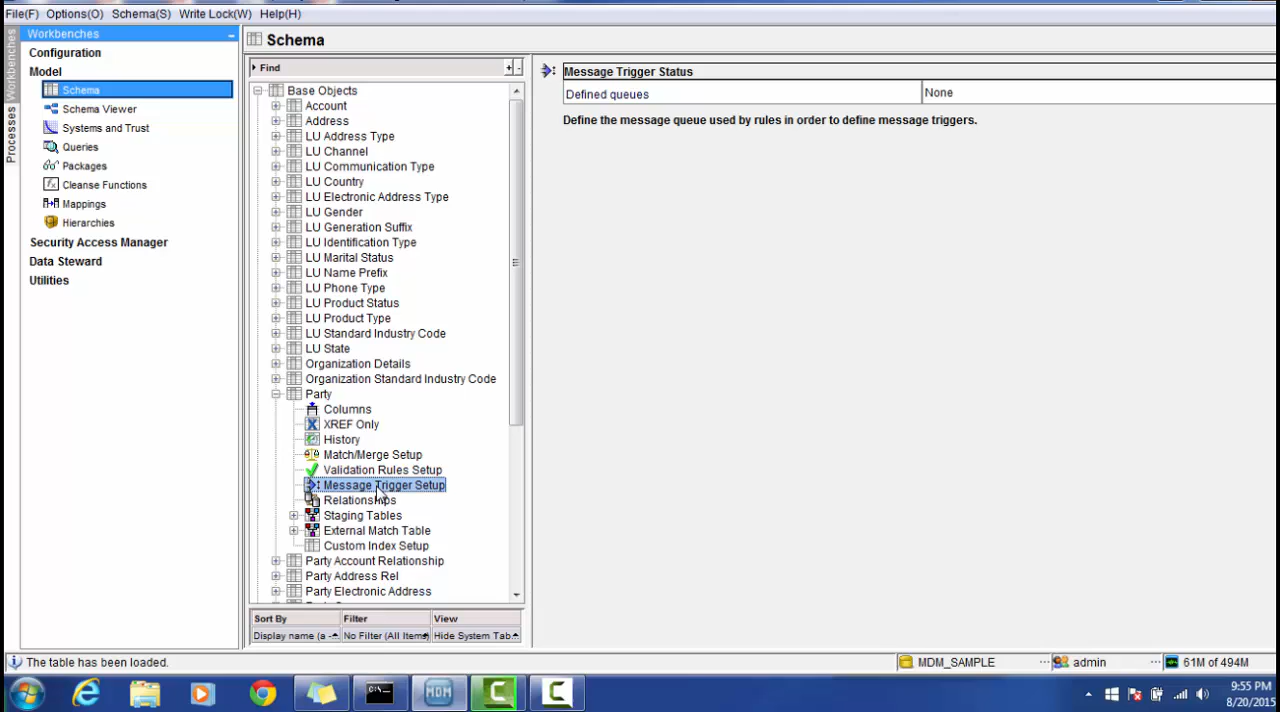 File(F) Options(O) Schema(S) Write Lock(W) Help(H)
Workbenches
Processes
Workbenches
Configuration
Model
Schema
Schema Viewer
Systems and Trust
Queries
Packages
Cleanse Functions
Mappings
Hierarchies
Security Access Manager
Data Steward
Utilities
Schema
Find
Base Objects
Account
Address
LU Address Type
LU Channel
LU Communication Type
LU Country
LU Electronic Address Type
LU Gender
LU Generation Suffix
LU Identification Type
LU Marital Status
LU Name Prefix
LU Phone Type
LU Product Status
LU Product Type
LU Standard Industry Code
LU State
Organization Details
Organization Standard Industry Code
Party
Columns
XREF Only
History
Match/Merge Setup
Validation Rules Setup
Message Trigger Setup
Relationships
Staging Tables
External Match Table
Custom Index Setup
Party Account Relationship
Party Address Rel
Party Electronic Address
Sort By Filter View
Display name (a - No Filter (All Items) Hide System Tab
Message Trigger Status
Defined queues None
Define the message queue used by rules in order to define message triggers.
The table has been loaded. MDM_SAMPLE admin 61M of 494M
MDM
9:55 PM
8/20/2015